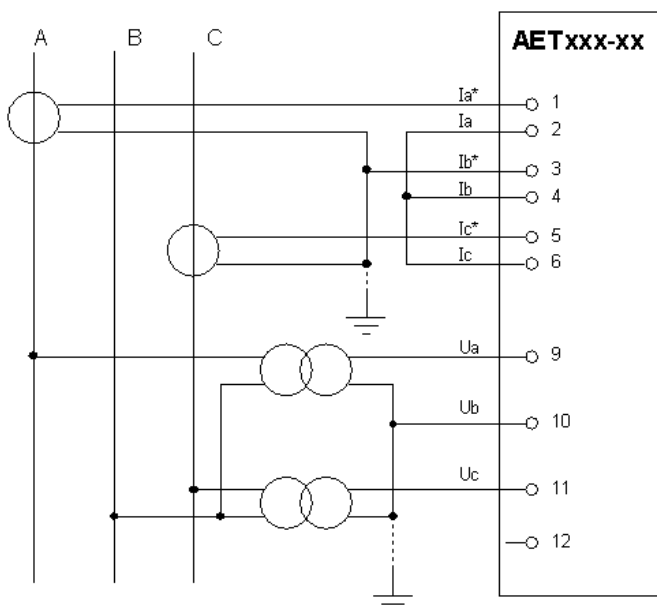 A B C
AETxxx-xx
Ia* 1
Ia 2
Ib* 3
Ib 4
Ic* 5
Ic 6
Ua 9
Ub 10
Uc 11
12